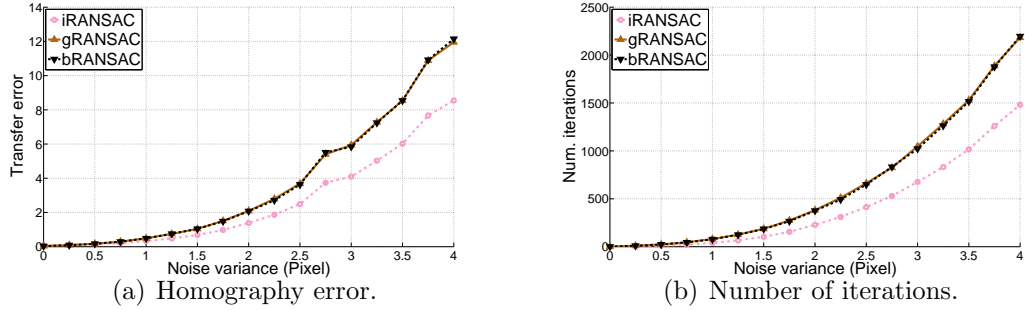 14
12
10
8
6
4
2
0
Transfer error
iRANSAC
gRANSAC
bRANSAC
0 0.5 1 1.5 2 2.5 3 3.5 4
Noise variance (Pixel)
(a) Homography error.
2500
2000
1500
1000
500
0
Num. iterations
iRANSAC
gRANSAC
bRANSAC
0 0.5 1 1.5 2 2.5 3 3.5 4
Noise variance (Pixel)
(b) Number of iterations.